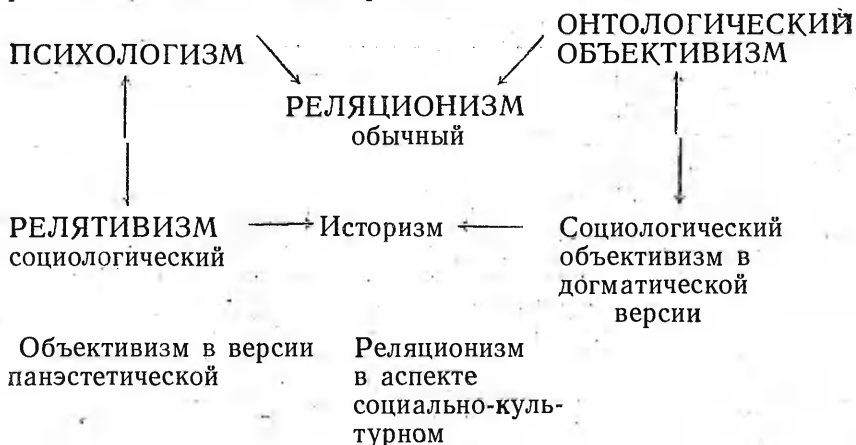 ПСИХОЛОГИЗМ
ОНТОЛОГИЧЕСКИЙ
ОБЪЕКТИВИЗМ
РЕЛЯЦИОНИЗМ
обычный
РЕЛЯТИВИЗМ
социологический
Историзм
Социологический
объективизм в
догматической
версии
Объективизм в версии
панэстетической
Реляционизм
в аспекте
социально-куль-
турном